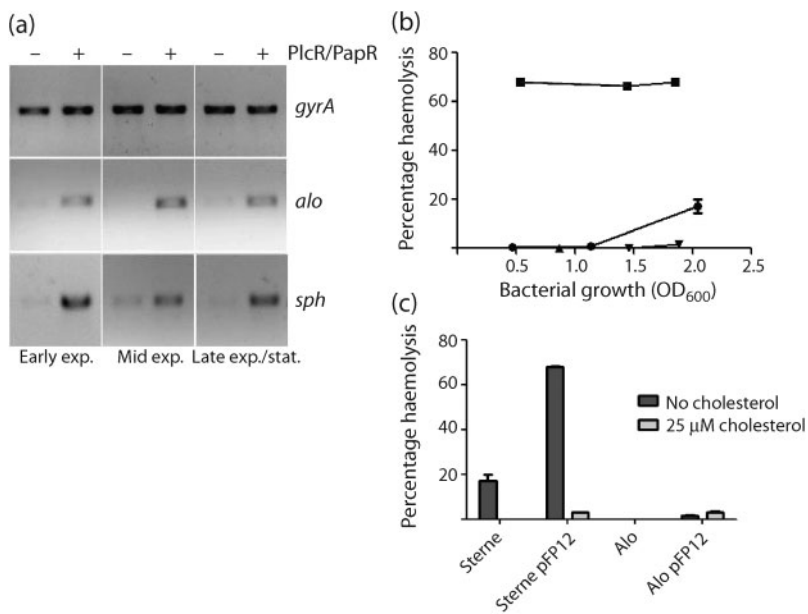 (a)
– + – + – + PlcR/PapR
gyrA
alo
sph
Early exp. Mid exp. Late exp./stat.
(b)
Percentage haemolysis
80
60
40
20
0.5 1.0 1.5 2.0 2.5
Bacterial growth (OD600)
(c)
Percentage haemolysis
80
60
40
20
No cholesterol
25 µM cholesterol
Sterne
Sterne pFP12
Alo
Alo pFP12